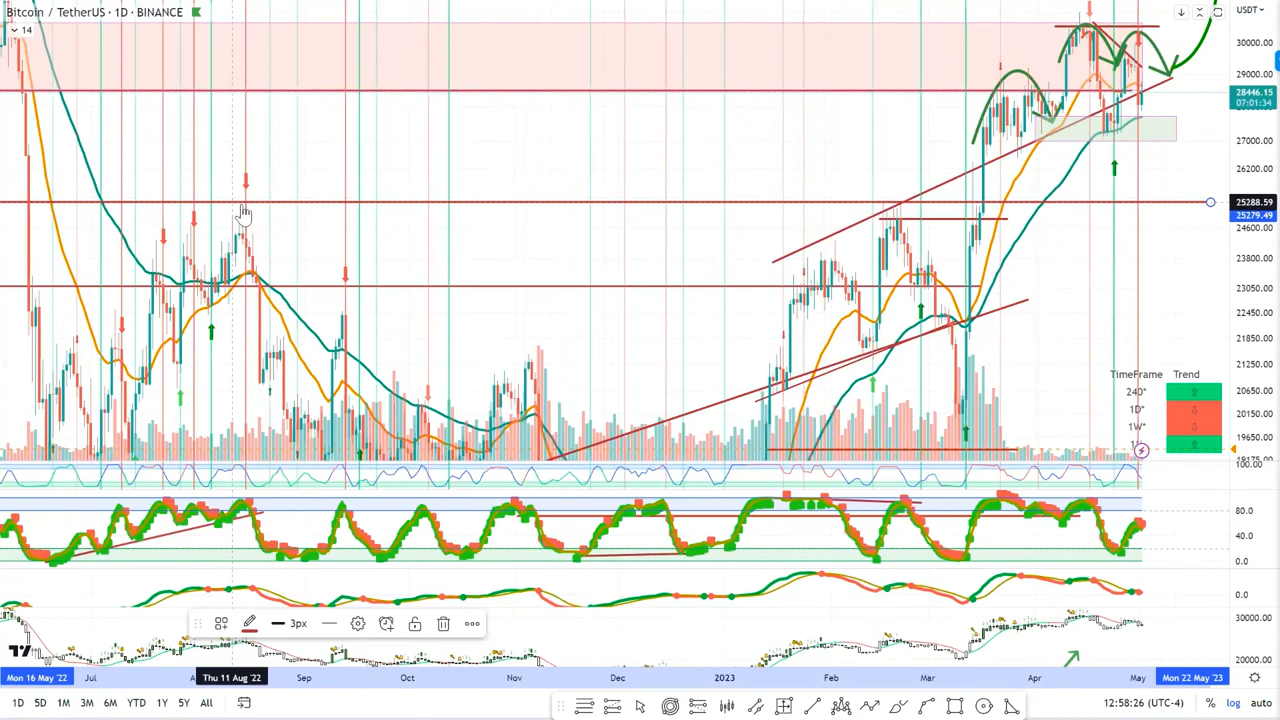 Bitcoin / TetherUS · 1D · BINANCE
USDT
14
30000.00
29000.00
28446.15
07:01:34
27000.00
26200.00
25288.59
25279.49
24600.00
23800.00
23050.00
22450.00
21850.00
21250.00
20650.00
20150.00
19650.00
19175.00
TimeFrame Trend
240"
1D"
1W"
100.00
80.0
40.0
0.0
0.0
3px
30000.00
20000.00
Mon 16 May '22
Jul
Thu 11 Aug '22
Sep
Oct
Nov
Dec
2023
Feb
Mar
Apr
May
Mon 22 May '23
1D 5D 1M 3M 6M YTD 1Y 5Y All
12:58:26 (UTC-4)
% log auto